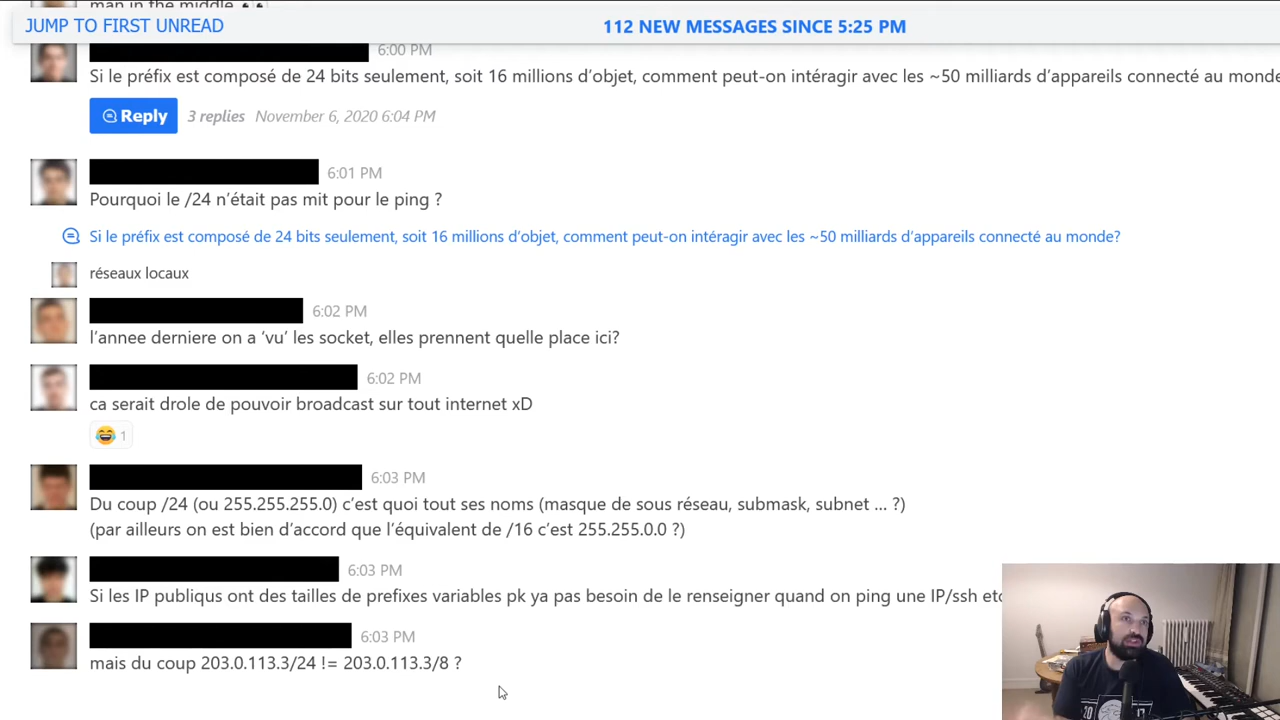 man in the middle
JUMP TO FIRST UNREAD
112 NEW MESSAGES SINCE 5:25 PM
6:00 PM
Si le préfix est composé de 24 bits seulement, soit 16 millions d’objet, comment peut-on intéragir avec les ~50 milliards d’appareils connecté au monde
Reply 3 replies November 6, 2020 6:04 PM
6:01 PM
Pourquoi le /24 n’était pas mit pour le ping ?
Si le préfix est composé de 24 bits seulement, soit 16 millions d’objet, comment peut-on intéragir avec les ~50 milliards d’appareils connecté au monde?
réseaux locaux
6:02 PM
l’annee derniere on a ‘vu’ les socket, elles prennent quelle place ici?
6:02 PM
ca serait drole de pouvoir broadcast sur tout internet xD
1
6:03 PM
Du coup /24 (ou 255.255.255.0) c’est quoi tout ses noms (masque de sous réseau, submask, subnet ... ?)
(par ailleurs on est bien d’accord que l’équivalent de /16 c’est 255.255.0.0 ?)
6:03 PM
Si les IP publiqus ont des tailles de prefixes variables pk ya pas besoin de le renseigner quand on ping une IP/ssh etc
6:03 PM
mais du coup 203.0.113.3/24 != 203.0.113.3/8 ?